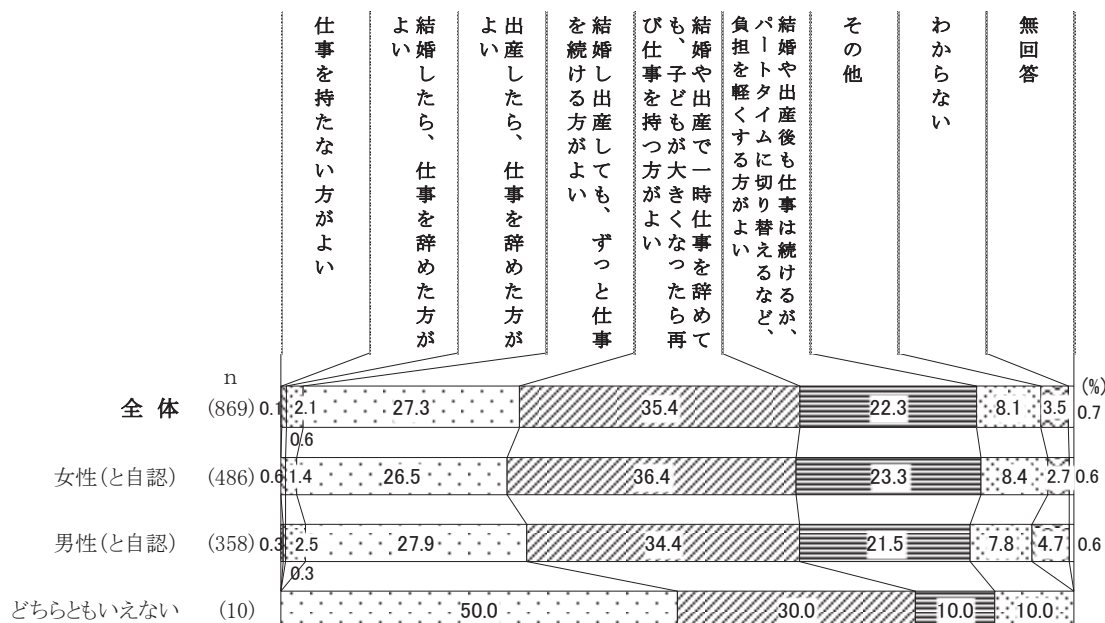 仕事を持たない方がよい
結婚したら、仕事を辞めた方が
よい
出産したら、仕事を辞めた方が
よい
結婚し出産しても、ずっと仕事
を続ける方がよい
結婚や出産で一時仕事を辞めて
も、子どもが大きくなったら再
び仕事を持つ方がよい
結婚や出産後も仕事は続けるが、
パートタイムに切り替えるなど、
負担を軽くする方がよい
その他
わからない
無回答
n
(%)
全 体 (869) 0.1 2.1 27.3 35.4 22.3 8.1 3.5 0.7
0.6
女性(と自認) (486) 0.6 1.4 26.5 36.4 23.3 8.4 2.7 0.6
男性(と自認) (358) 0.3 2.5 27.9 34.4 21.5 7.8 4.7 0.6
0.3
どちらともいえない (10) 50.0 30.0 10.0 10.0